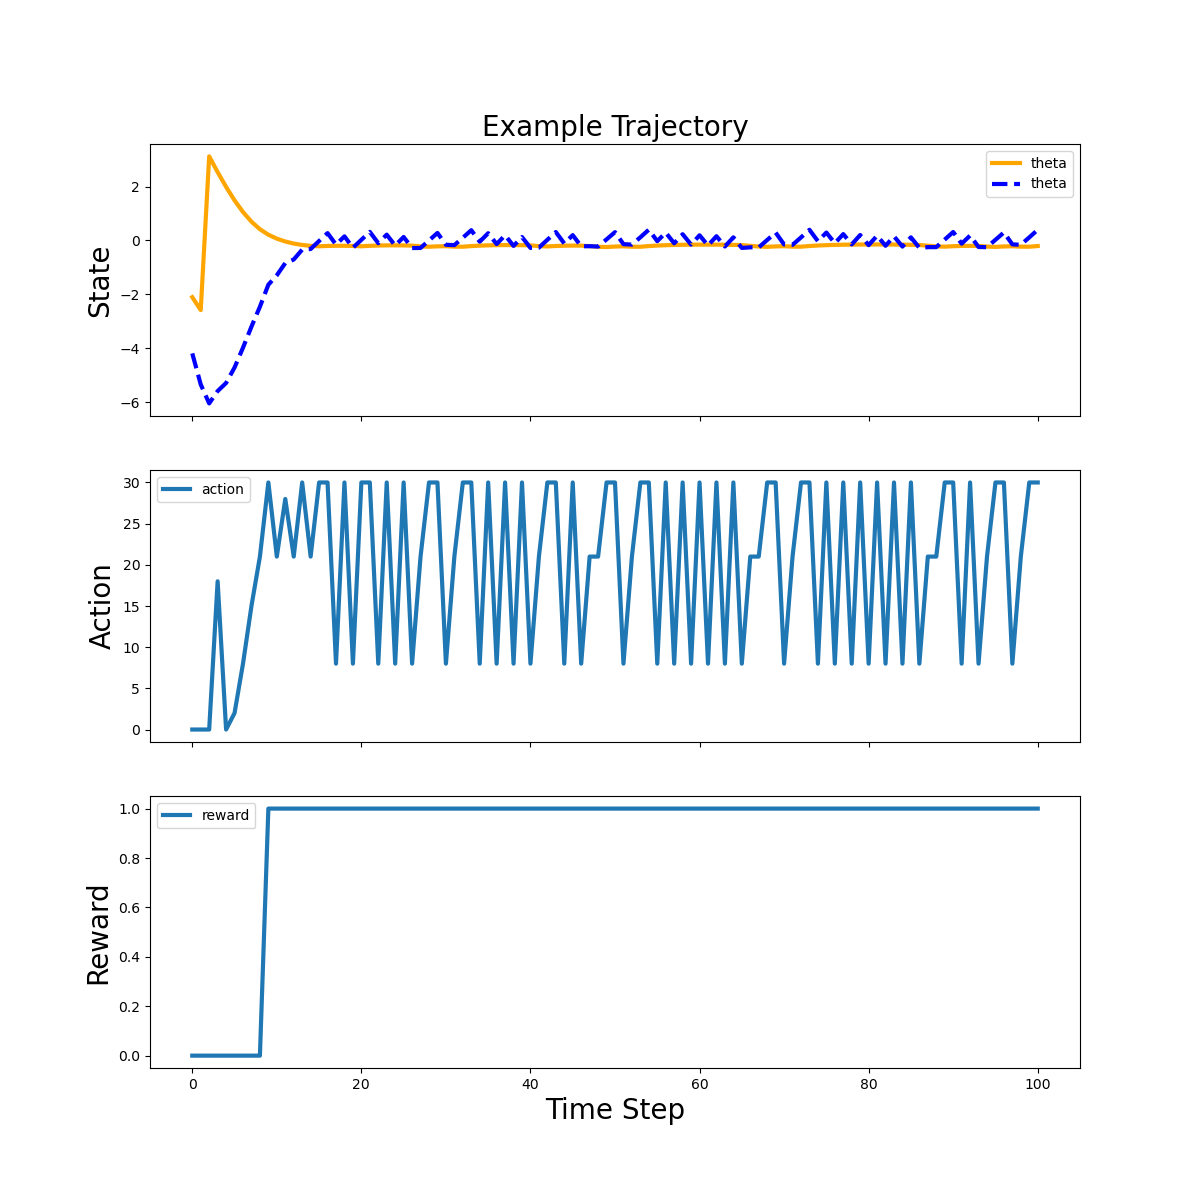 Example Trajectory
State
2
0
−2
−4
−6
theta
theta
Action
30
25
20
15
10
5
0
action
Reward
1.0
0.8
0.6
0.4
0.2
0.0
reward
0 20 40 60 80 100
Time Step